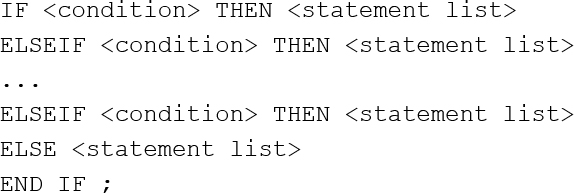 IF <condition> THEN <statement list>
ELSEIF <condition> THEN <statement list>
...
ELSEIF <condition> THEN <statement list>
ELSE <statement list>
END IF ;